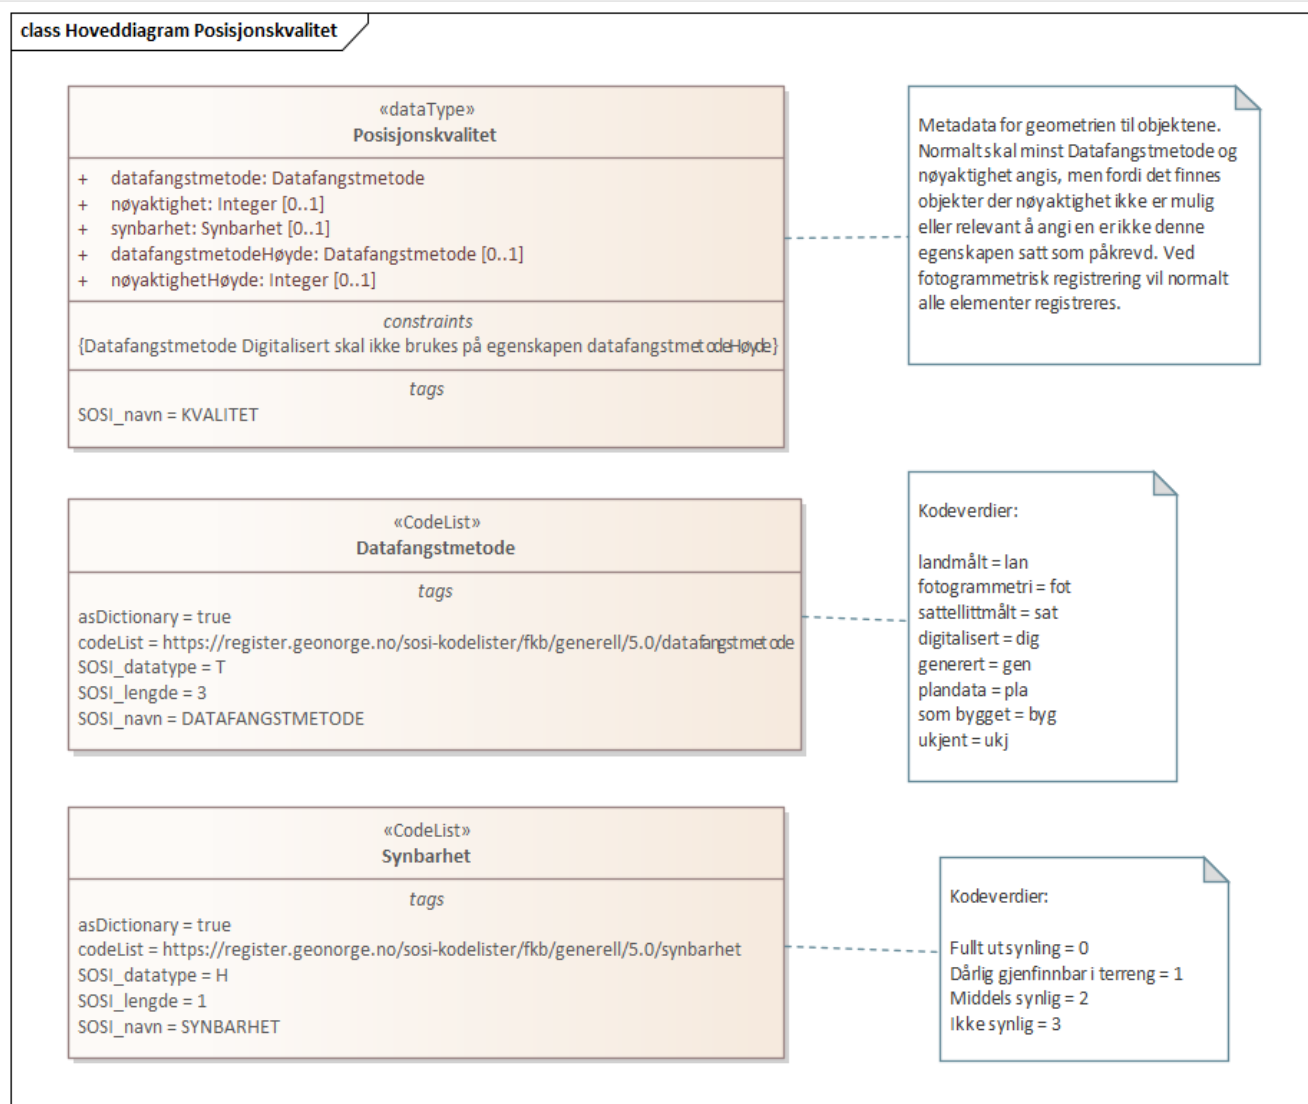 class Hoveddiagram Posisjonskvalitet
«dataType»
Posisjonskvalitet
+ datafangstmetode: Datafangstmetode
+ nøyaktighet: Integer [0..1]
+ synbarhet: Synbarhet [0..1]
+ datafangstmetodeHøyde: Datafangstmetode [0..1]
+ nøyaktighetHøyde: Integer [0..1]
constraints
{Datafangstmetode Digitalisert skal ikke brukes på egenskapen datafangstmetodeHøyde}
tags
SOSI_navn = KVALITET
Metadata for geometrien til objektene.
Normalt skal minst Datafangstmetode og
nøyaktighet angis, men fordi det finnes
objekter der nøyaktighet ikke er mulig
eller relevant å angi en er ikke denne
egenskapen satt som påkrevd. Ved
fotogrammetrisk registrering vil normalt
alle elementer registreres.
«CodeList»
Datafangstmetode
tags
asDictionary = true
codeList = https://register.geonorge.no/sosi-kodelister/fkb/generell/5.0/datafangstmetode
SOSI_datatype = T
SOSI_lengde = 3
SOSI_navn = DATAFANGSTMETODE
Kodeverdier:
landmålt = lan
fotogrammetri = fot
sattellittmålt = sat
digitalisert = dig
generert = gen
plandata = pla
som bygget = byg
ukjent = ukj
«CodeList»
Synbarhet
tags
asDictionary = true
codeList = https://register.geonorge.no/sosi-kodelister/fkb/generell/5.0/synbarhet
SOSI_datatype = H
SOSI_lengde = 1
SOSI_navn = SYNBARHET
Kodeverdier:
Fullt ut synling = 0
Dårlig gjenfinnbar i terreng = 1
Middels synlig = 2
Ikke synlig = 3